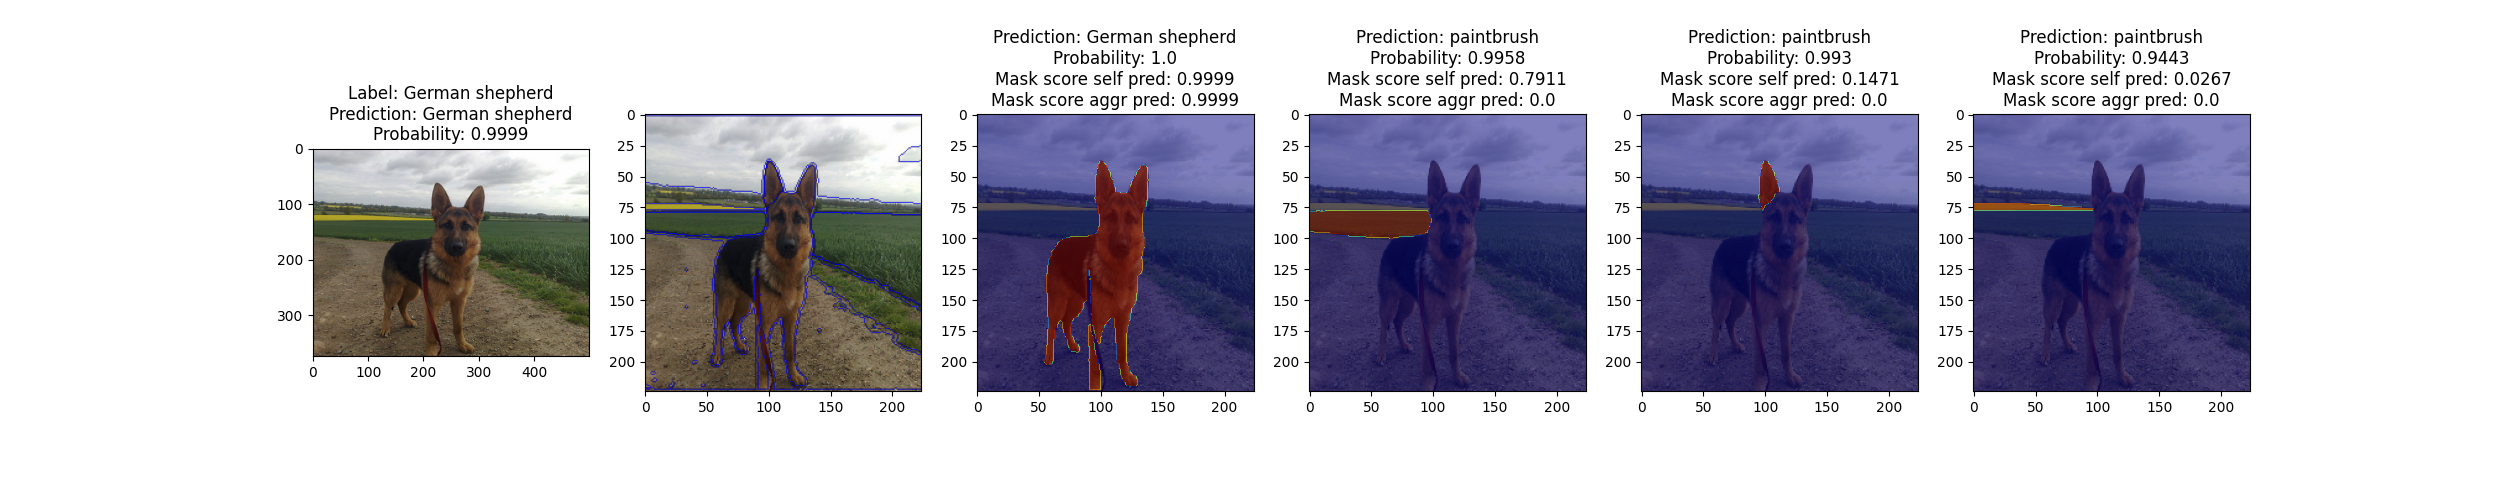 Label: German shepherd
Prediction: German shepherd
Probability: 0.9999
0
100
200
300
0 100 200 300 400
0
25
50
75
100
125
150
175
200
0 50 100 150 200
Prediction: German shepherd
Probability: 1.0
Mask score self pred: 0.9999
Mask score aggr pred: 0.9999
0
25
50
75
100
125
150
175
200
0 50 100 150 200
Prediction: paintbrush
Probability: 0.9958
Mask score self pred: 0.7911
Mask score aggr pred: 0.0
0
25
50
75
100
125
150
175
200
0 50 100 150 200
Prediction: paintbrush
Probability: 0.993
Mask score self pred: 0.1471
Mask score aggr pred: 0.0
0
25
50
75
100
125
150
175
200
0 50 100 150 200
Prediction: paintbrush
Probability: 0.9443
Mask score self pred: 0.0267
Mask score aggr pred: 0.0
0
25
50
75
100
125
150
175
200
0 50 100 150 200